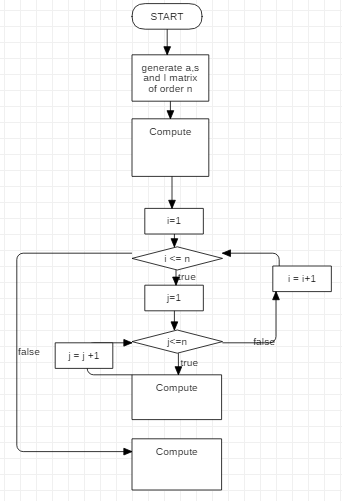 START
generate a,s
and I matrix
of order n
Compute
i=1
i <= n
true
i = i+1
j=1
j<=n
false
false
j = j +1
true
Compute
Compute